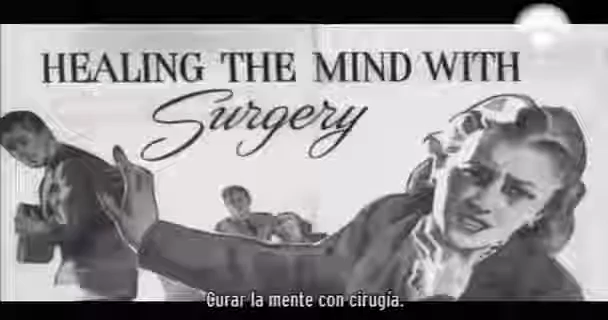 HEALING THE MIND WITH
Surgery
Curar la mente con cirugía.